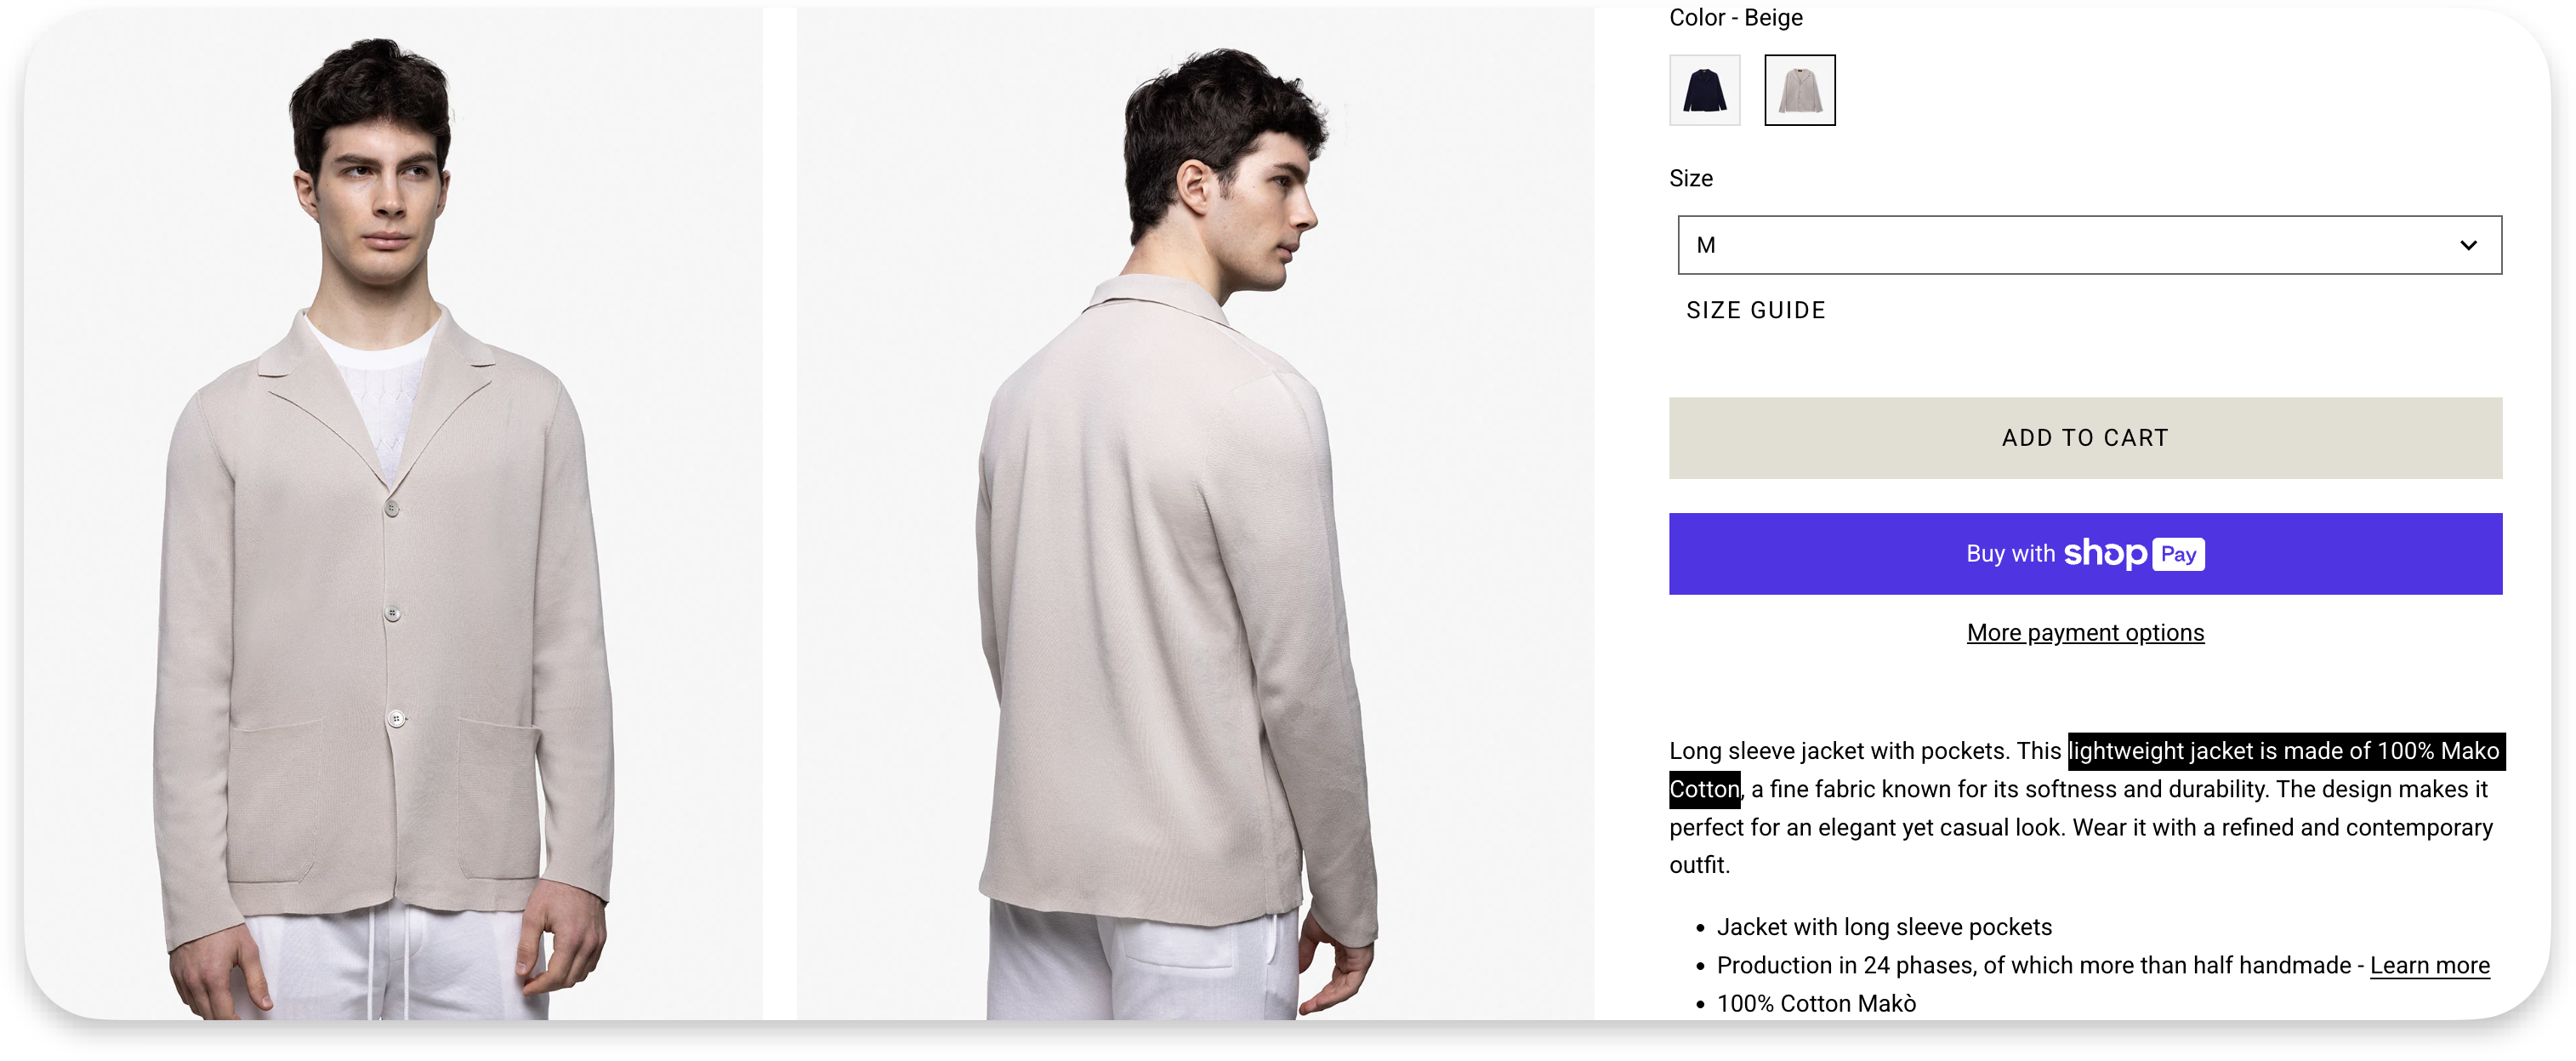 Color - Beige
Size
M
SIZE GUIDE
ADD TO CART
Buy with shop Pay
More payment options
Long sleeve jacket with pockets. This lightweight jacket is made of 100% Mako
Cotton, a fine fabric known for its softness and durability. The design makes it
perfect for an elegant yet casual look. Wear it with a refined and contemporary
outfit.
• Jacket with long sleeve pockets
• Production in 24 phases, of which more than half handmade - Learn more
• 100% Cotton Makò